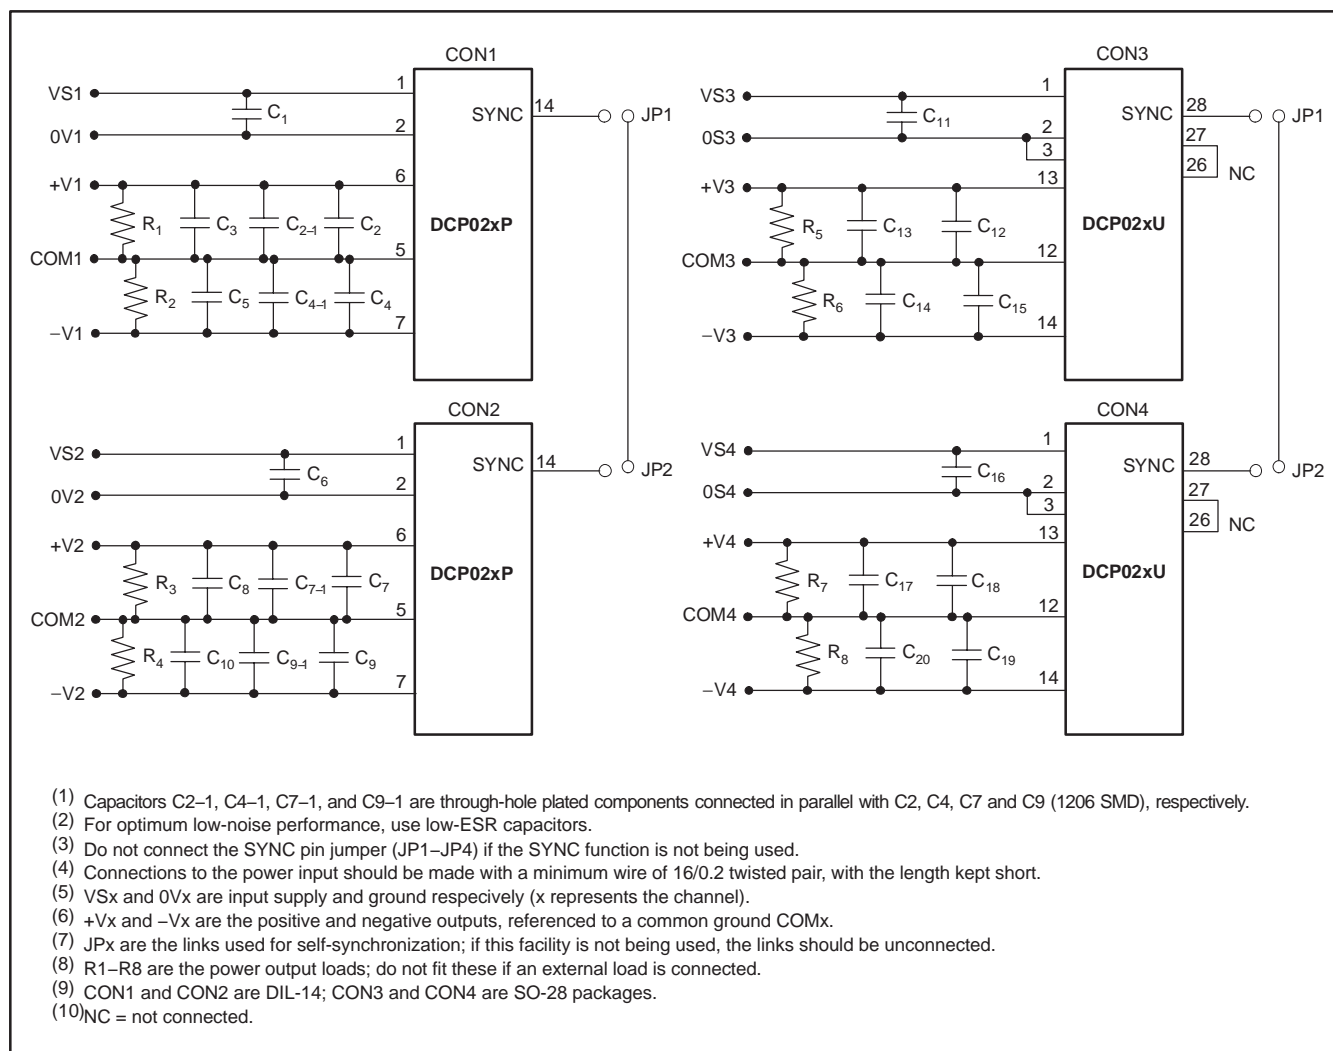 CON1
VS1
1
C1
SYNC
14
JP1
0V1
2
+V1
6
R1
C3
C2–1
C2
DCP02xP
COM1
5
R2
C5
C4–1
C4
–V1
7
CON2
VS2
1
C6
SYNC
14
JP2
0V2
2
+V2
6
R3
C8
C7–1
C7
DCP02xP
COM2
5
R4
C10
C9–1
C9
–V2
7
CON3
VS3
1
C11
SYNC
28
JP1
0S3
2
3
27
26
NC
+V3
13
R5
C13
C12
DCP02xU
COM3
12
R6
C14
C15
–V3
14
CON4
VS4
1
C16
SYNC
28
JP2
0S4
2
3
27
26
NC
+V4
13
R7
C17
C18
DCP02xU
COM4
12
R8
C20
C19
–V4
14
(1) Capacitors C2–1, C4–1, C7–1, and C9–1 are through-hole plated components connected in parallel with C2, C4, C7 and C9 (1206 SMD), respectively.
(2) For optimum low-noise performance, use low-ESR capacitors.
(3) Do not connect the SYNC pin jumper (JP1–JP4) if the SYNC function is not being used.
(4) Connections to the power input should be made with a minimum wire of 16/0.2 twisted pair, with the length kept short.
(5) VSx and 0Vx are input supply and ground respecively (x represents the channel).
(6) +Vx and –Vx are the positive and negative outputs, referenced to a common ground COMx.
(7) JPx are the links used for self-synchronization; if this facility is not being used, the links should be unconnected.
(8) R1–R8 are the power output loads; do not fit these if an external load is connected.
(9) CON1 and CON2 are DIL-14; CON3 and CON4 are SO-28 packages.
(10) NC = not connected.